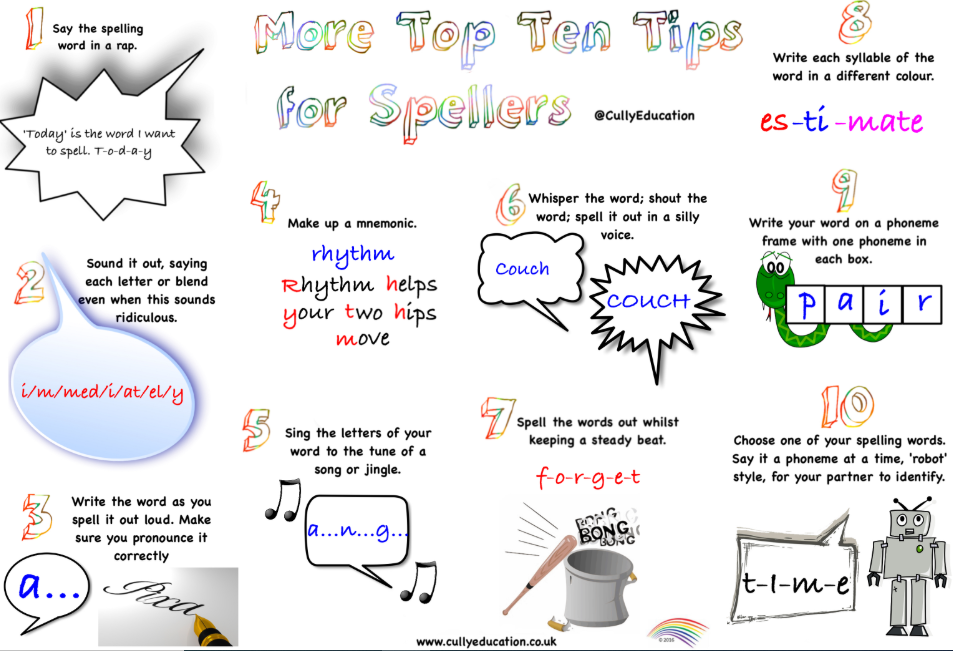 More Top Ten Tips
for Spellers
@CullyEducation
1
Say the spelling
word in a rap.
'Today' is the word I want
to spell. T-o-d-a-y
2
Sound it out, saying
each letter or blend
even when this sounds
ridiculous.
i/m/med/i/at/el/y
3
Write the word as you
spell it out loud. Make
sure you pronounce it
correctly
a...
Pixa
4
Make up a mnemonic.
rhythm
Rhythm helps
your two hips
move
5
Sing the letters of your
word to the tune of a
song or jingle.
a...n...g...
6
Whisper the word; shout the
word; spell it out in a silly
voice.
Couch
COUCH
7
Spell the words out whilst
keeping a steady beat.
f-o-r-g-e-t
BONG
BONG
BONG
8
Write each syllable of the
word in a different colour.
es-ti-mate
9
Write your word on a phoneme
frame with one phoneme in
each box.
p a i r
10
Choose one of your spelling words.
Say it a phoneme at a time, 'robot'
style, for your partner to identify.
t-I-m-e
www.cullyeducation.co.uk
© 2016